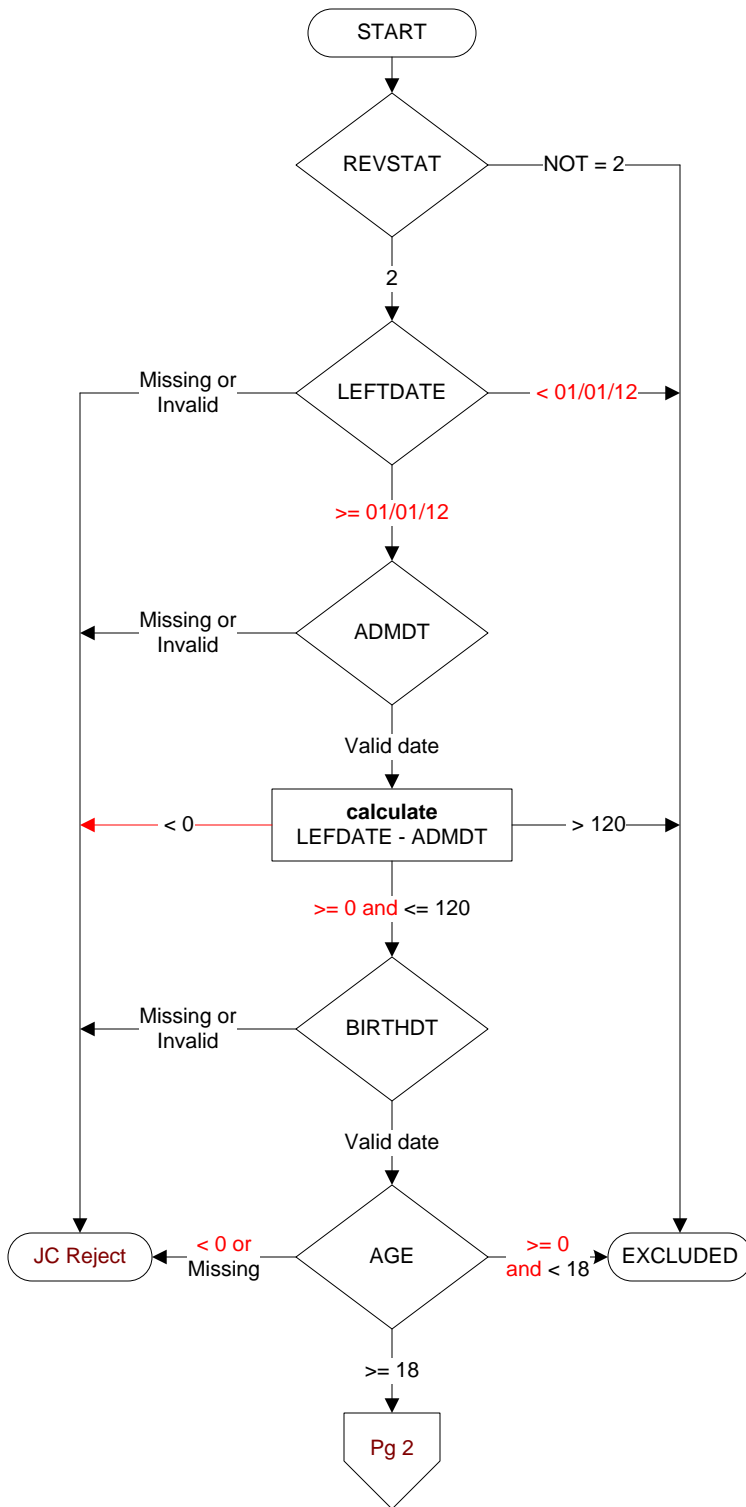 START
REVSTAT
NOT = 2
2
Missing or
Invalid
LEFTDATE
< 01/01/12
>= 01/01/12
Missing or
Invalid
ADMDT
Valid date
< 0
calculate
LEFDATE - ADMDT
> 120
>= 0 and <= 120
Missing or
Invalid
BIRTHDT
Valid date
JC Reject
< 0 or
Missing
AGE
>= 0
and < 18
EXCLUDED
>= 18
Pg 2